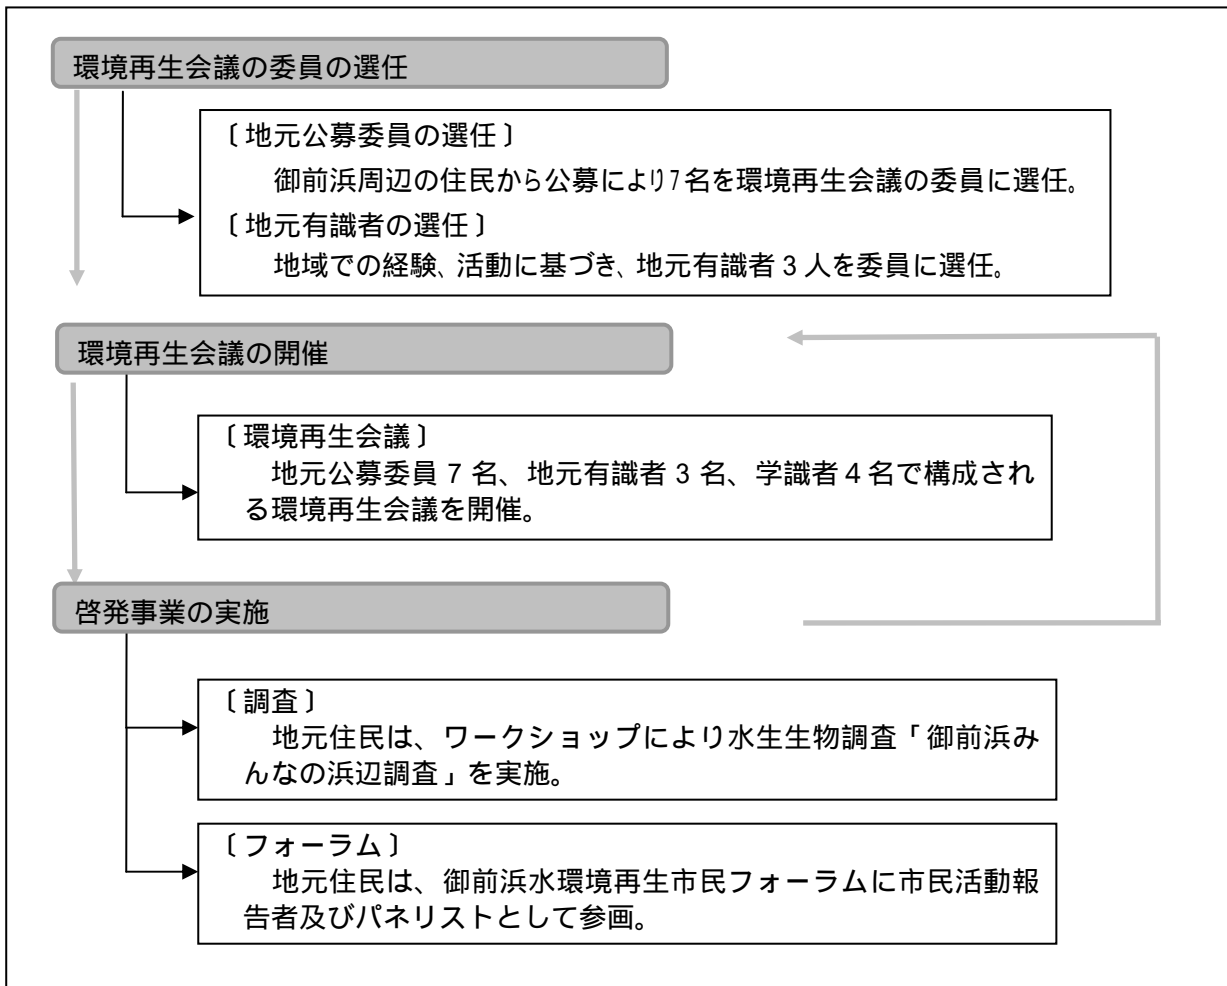 環境再生会議の委員の選任
〔地元公募委員の選任〕
御前浜周辺の住民から公募により7名を環境再生会議の委員に選任。
〔地元有識者の選任〕
地域での経験、活動に基づき、地元有識者3人を委員に選任。
環境再生会議の開催
〔環境再生会議〕
地元公募委員7名、地元有識者3名、学識者4名で構成され
る環境再生会議を開催。
啓発事業の実施
〔調査〕
地元住民は、ワークショップにより水生生物調査「御前浜み
んなの浜辺調査」を実施。
〔フォーラム〕
地元住民は、御前浜水環境再生市民フォーラムに市民活動報
告者及びパネリストとして参画。